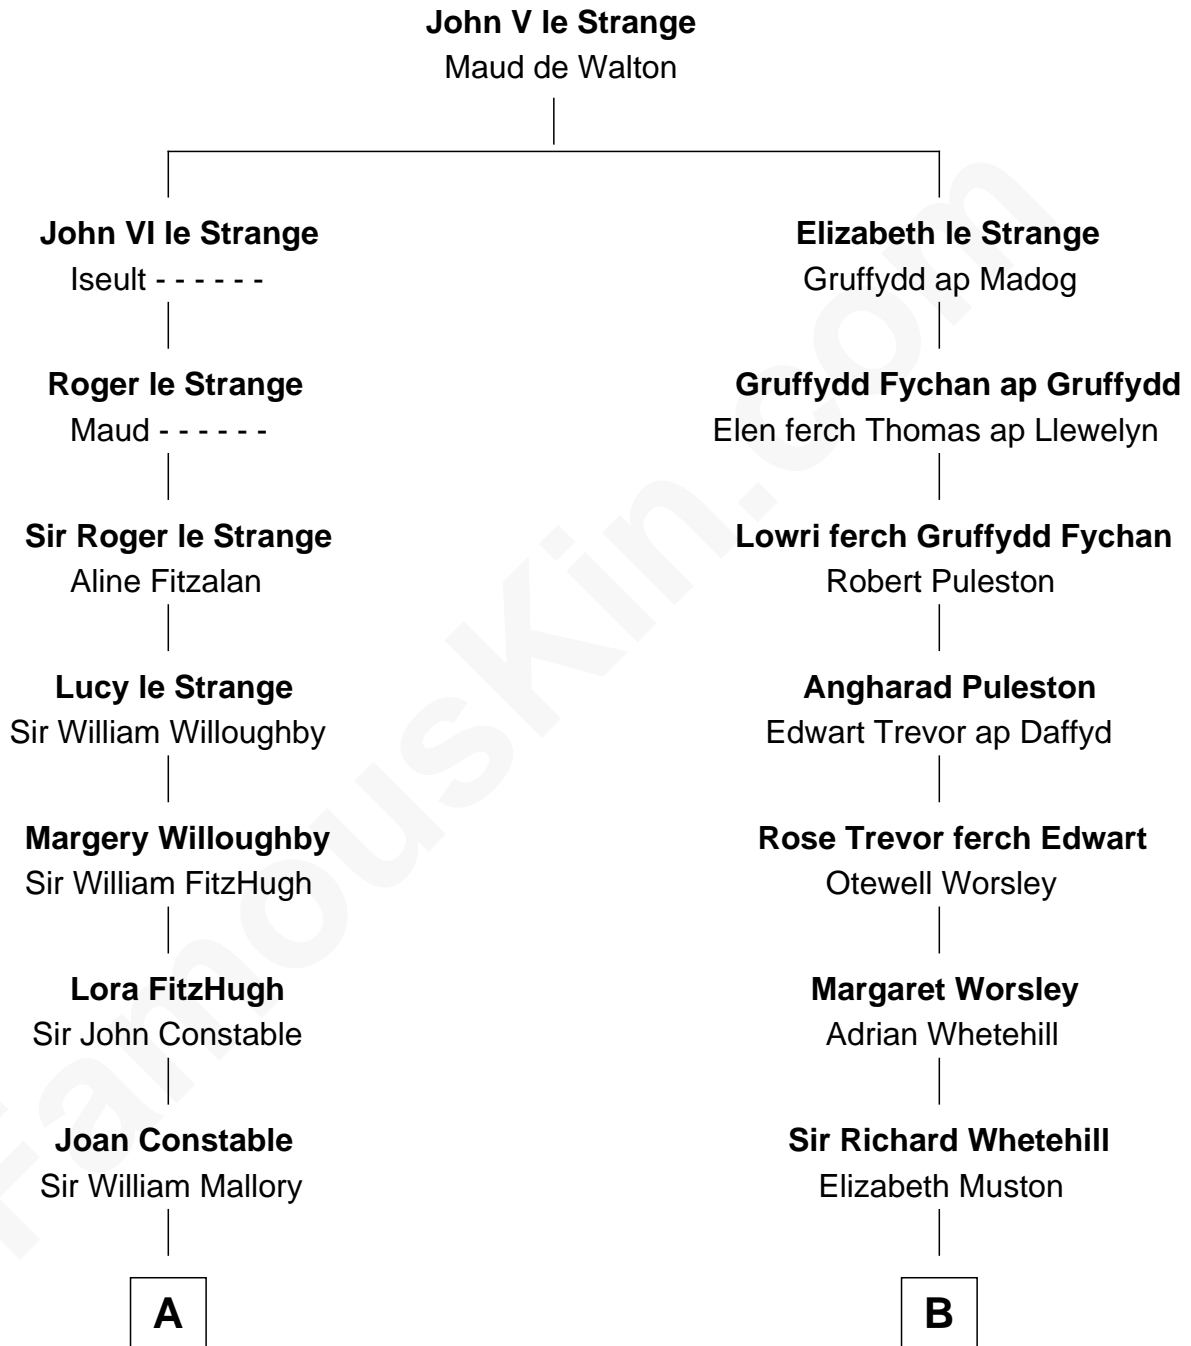 John V le Strange
Maud de Walton
John VI le Strange
Iseult - - - - - -
Roger le Strange
Maud - - - - - -
Sir Roger le Strange
Aline Fitzalan
Lucy le Strange
Sir William Willoughby
Margery Willoughby
Sir William FitzHugh
Lora FitzHugh
Sir John Constable
Joan Constable
Sir William Mallory
A
Elizabeth le Strange
Gruffydd ap Madog
Gruffydd Fychan ap Gruffydd
Elen ferch Thomas ap Llewelyn
Lowri ferch Gruffydd Fychan
Robert Puleston
Angharad Puleston
Edwart Trevor ap Daffyd
Rose Trevor ferch Edwart
Otewell Worsley
Margaret Worsley
Adrian Whetehill
Sir Richard Whetehill
Elizabeth Muston
B
FamousKin.com